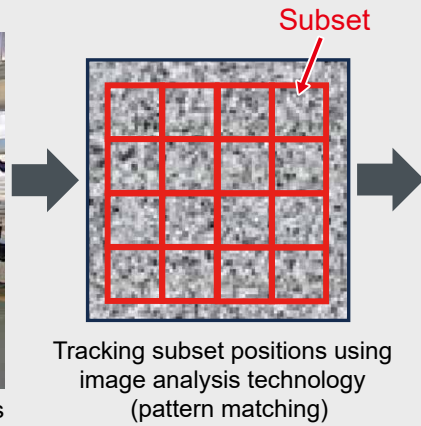 Subset
Tracking subset positions using
image analysis technology
s (pattern matching)